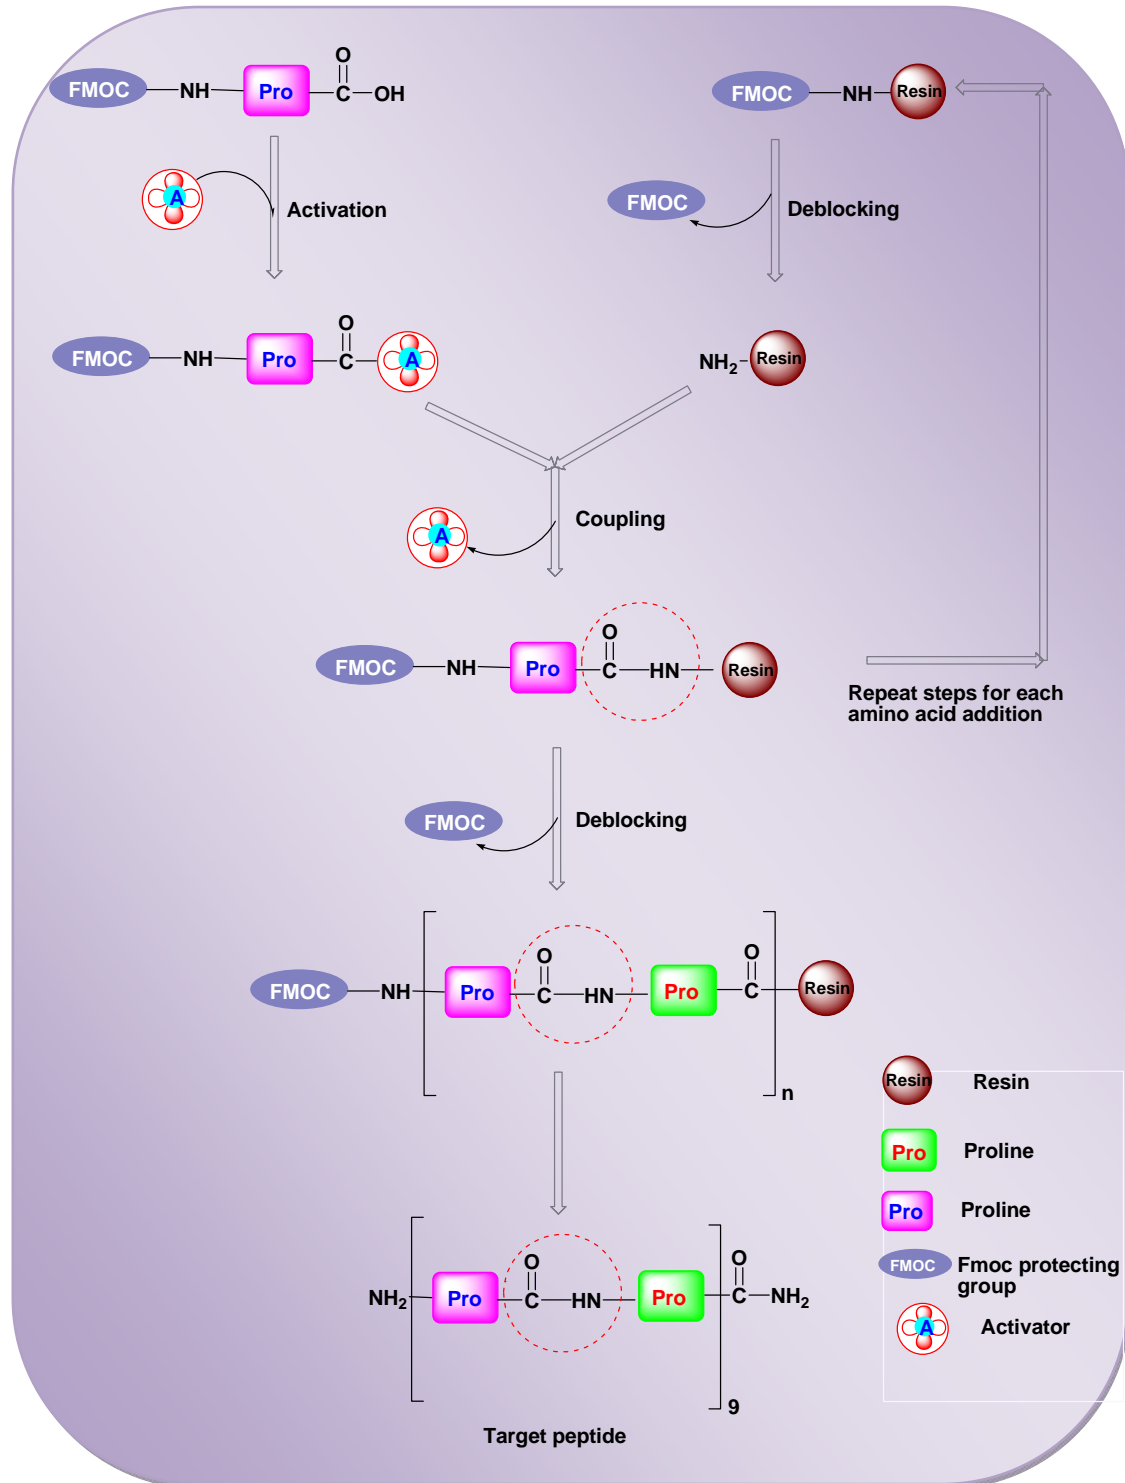 O
FMOC NH Pro C OH
FMOC NH Resin
A
Activation
FMOC
Deblocking
O
FMOC NH Pro C A
NH2 Resin
Coupling
A
O
FMOC NH Pro C HN Resin
Repeat steps for each
amino acid addition
FMOC
Deblocking
O O
FMOC NH Pro C HN Pro C Resin
n
Resin Resin
Pro Proline
Pro Proline
FMOC Fmoc protecting
group
A Activator
O O
NH2 Pro C HN Pro C NH2
9
Target peptide